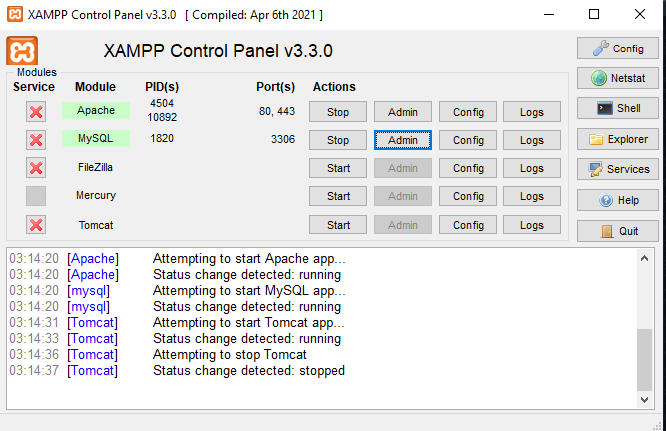 XAMPP Control Panel v3.3.0 [ Compiled: Apr 6th 2021 ]
XAMPP Control Panel v3.3.0
Config
Modules
Service Module PID(s) Port(s) Actions
Netstat
Apache 4504 80, 443 Stop Admin Config Logs
10892
Shell
MySQL 1820 3306 Stop Admin Config Logs
Explorer
FileZilla Start Admin Config Logs
Services
Mercury Start Admin Config Logs
Help
Tomcat Start Admin Config Logs
Quit
03:14:20 [Apache] Attempting to start Apache app...
03:14:20 [Apache] Status change detected: running
03:14:20 [mysql] Attempting to start MySQL app...
03:14:20 [mysql] Status change detected: running
03:14:31 [Tomcat] Attempting to start Tomcat app...
03:14:33 [Tomcat] Status change detected: running
03:14:36 [Tomcat] Attempting to stop Tomcat
03:14:37 [Tomcat] Status change detected: stopped